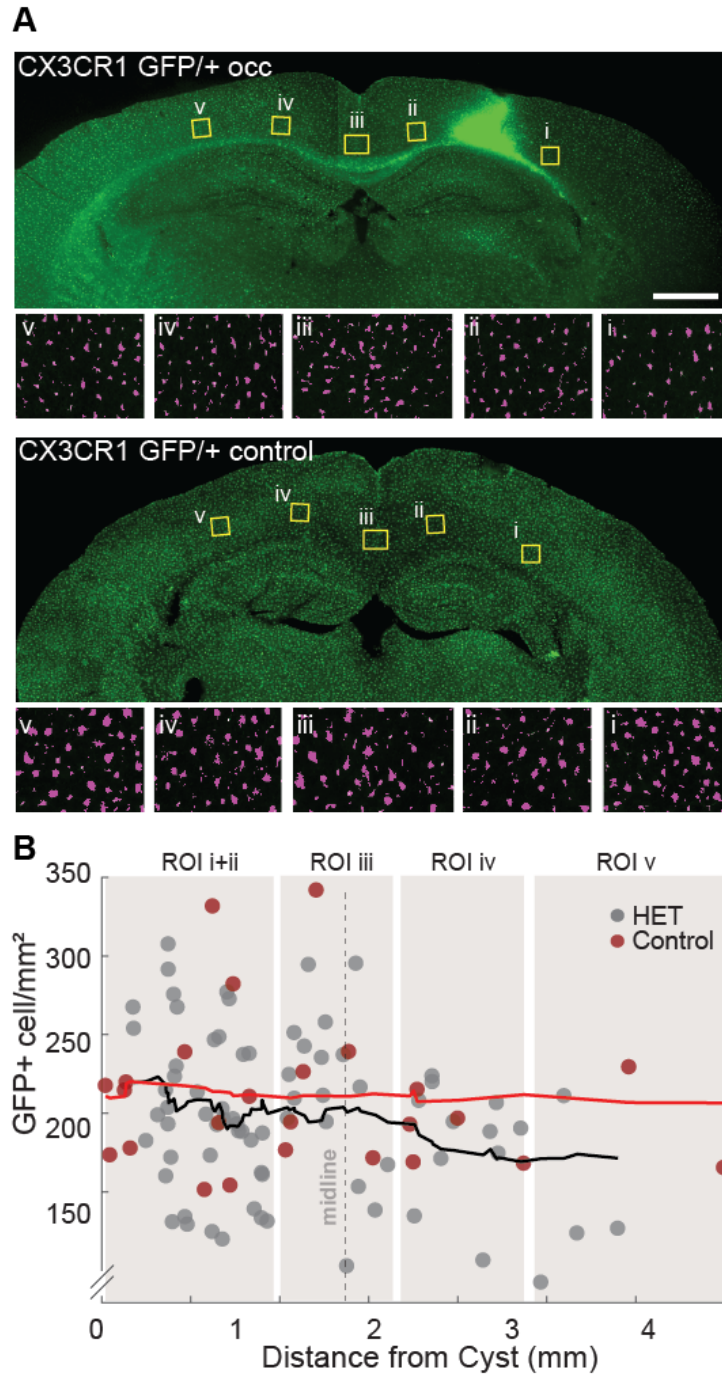 A
CX3CR1 GFP/+ occ
v
iv
iii
ii
i
v
iv
iii
ii
i
CX3CR1 GFP/+ control
v
iv
iii
ii
i
v
iv
iii
ii
i
B
ROI i+ii
ROI iii
ROI iv
ROI v
350
300
250
200
150
GFP+ cell/mm²
HET
Control
midline
0
1
2
3
4
Distance from Cyst (mm)